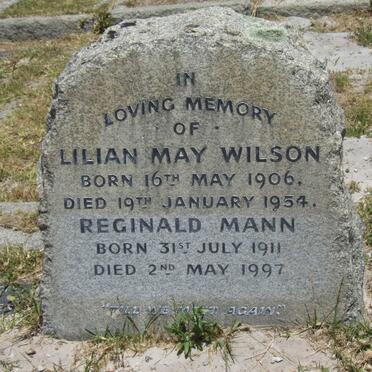 IN
LOVING MEMORY
· OF ·
LILIAN MAY WILSON
BORN 16TH MAY 1906.
DIED 19TH JANUARY 1954.
REGINALD MANN
BORN 31ST JULY 1911
DIED 2ND MAY 1997
"TILL WE MEET AGAIN"